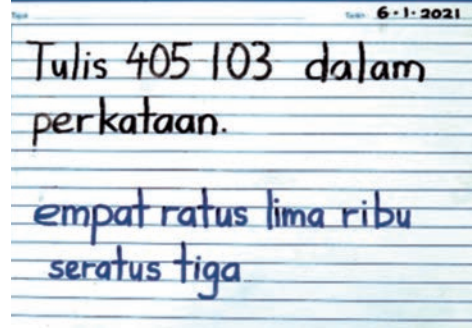 6·1·2021
Tulis 405 103 dalam
perkataan.
empat ratus lima ribu
seratus tiga